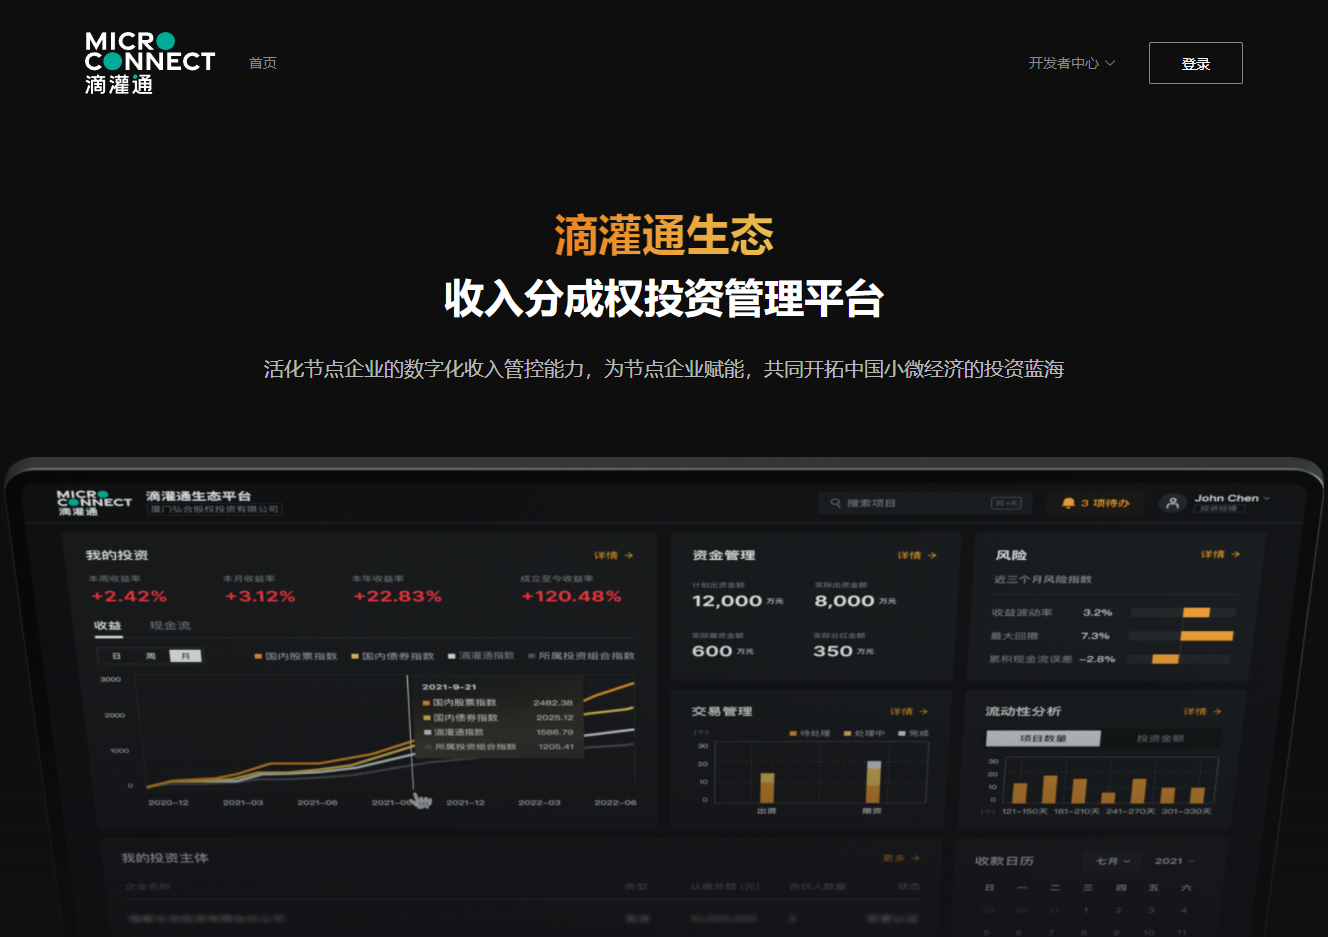 MICRO
CONNECT
滴灌通
首页
开发者中心
登录
滴灌通生态
收入分成权投资管理平台
活化节点企业的数字化收入管控能力，为节点企业赋能，共同开拓中国小微经济的投资蓝海
MICRO
CONNECT
滴灌通
滴灌通生态平台
厦门弘合股权投资有限公司
搜索项目
⌘+K
3 项待办
John Chen
投资经理
我的投资
详情 →
本周收益率
本月收益率
本年收益率
成立至今收益率
+2.42%
+3.12%
+22.83%
+120.48%
收益
现金流
日
周
月
国内股票指数
国内债券指数
滴灌通指数
所属投资组合指数
3000
2000
1000
0
2021-9-21
国内股票指数 2482.38
国内债券指数 2025.12
滴灌通指数 1586.79
所属投资组合指数 1205.41
2020-12
2021-03
2021-06
2021-09
2021-12
2022-03
2022-06
资金管理
详情 →
计划出资金额
实际出资金额
12,000 万元
8,000 万元
实际撤资金额
实际分红金额
600 万元
350 万元
风险
详情 →
近三个月风险指数
收益波动率 3.2%
最大回撤 7.3%
累积现金流误差 -2.8%
交易管理
详情 →
(个)
待处理
处理中
完成
30
20
10
0
出资
撤资
流动性分析
详情 →
项目数量
投资金额
30
20
10
0
(个)
121-150天
181-210天
241-270天
301-330天
我的投资主体
更多 →
企业名称
类型
认缴总额 (元)
合伙人数量
状态
收款日历
七月
2021
日 一 二 三 四 五 六
29 30 31 1 2 3 4
5 6 7 8 9 10 11